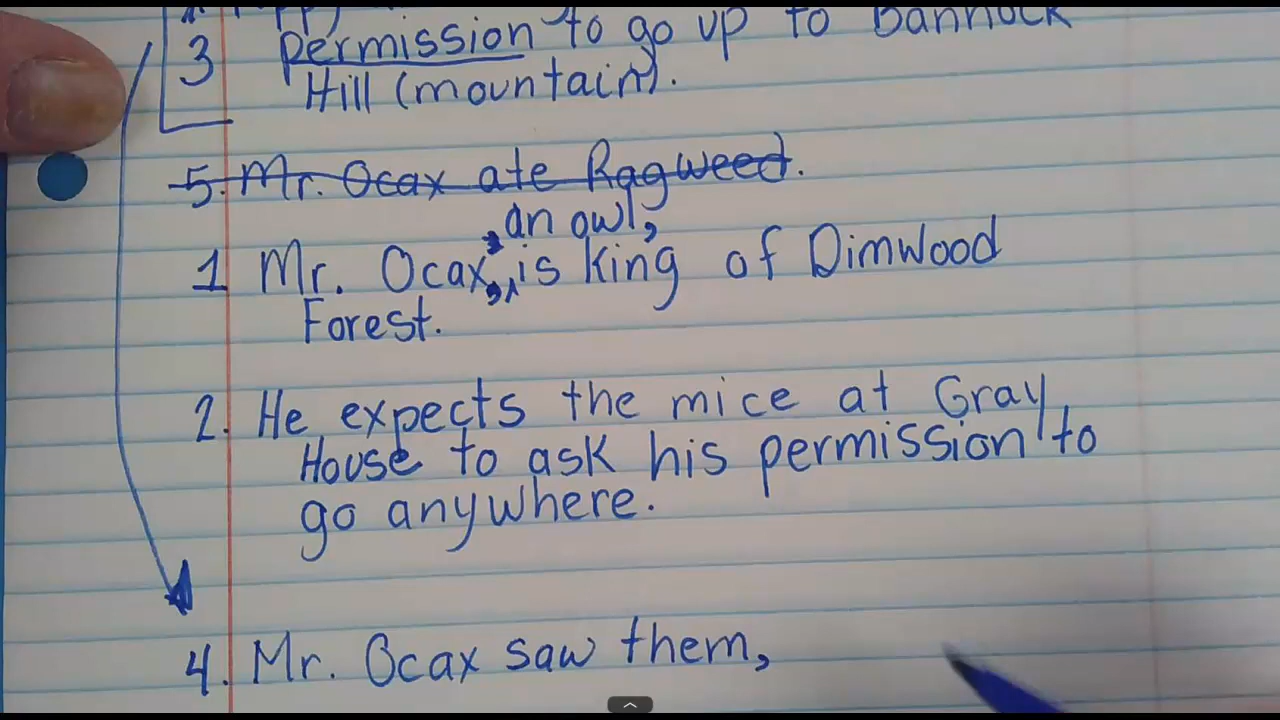 3 permission to go up to Bannock
Hill (mountain).
5. Mr. Ocax ate Ragweed.
, an owl,
1 Mr. Ocax, ^ is king of Dimwood
Forest.
2. He expects the mice at Gray
House to ask his permission to
go anywhere.
4. Mr. Ocax saw them,